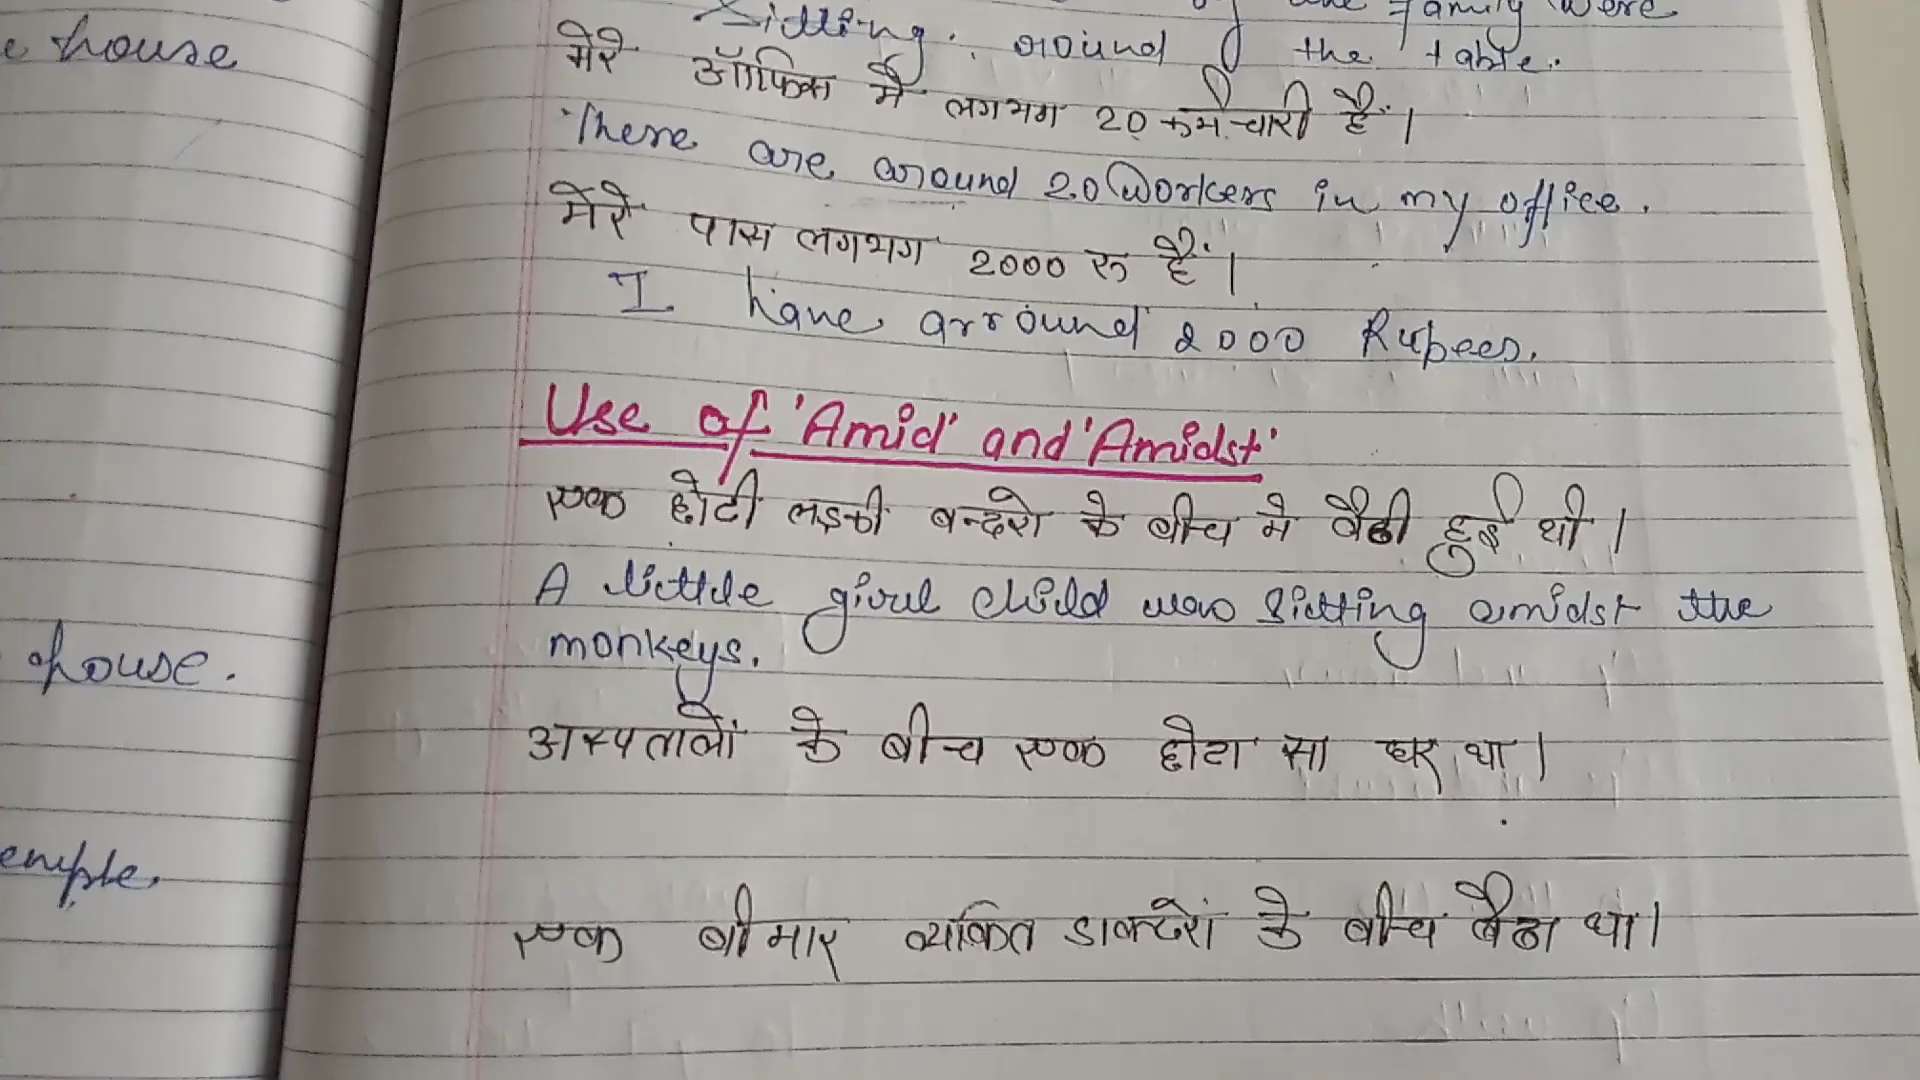 e house
house.
emple.
the Family were
Sitting around the table.
मेरे ऑफिस में लगभग 20 कर्मचारी हैं।
There are around 20 Workers in my office.
मेरे पास लगभग 2000 रु हैं।
I have arround 2000 Rupees.
Use of 'Amid' and 'Amidst'
एक छोटी लड़की बन्दरो के बीच मे बैठी हुई थी।
A little girl child was sitting amidst the
monkeys.
अस्पतालों के बीच एक छोटा सा घर था।
एक बीमार व्यक्ति डाक्टरों के बीच बैठा था।